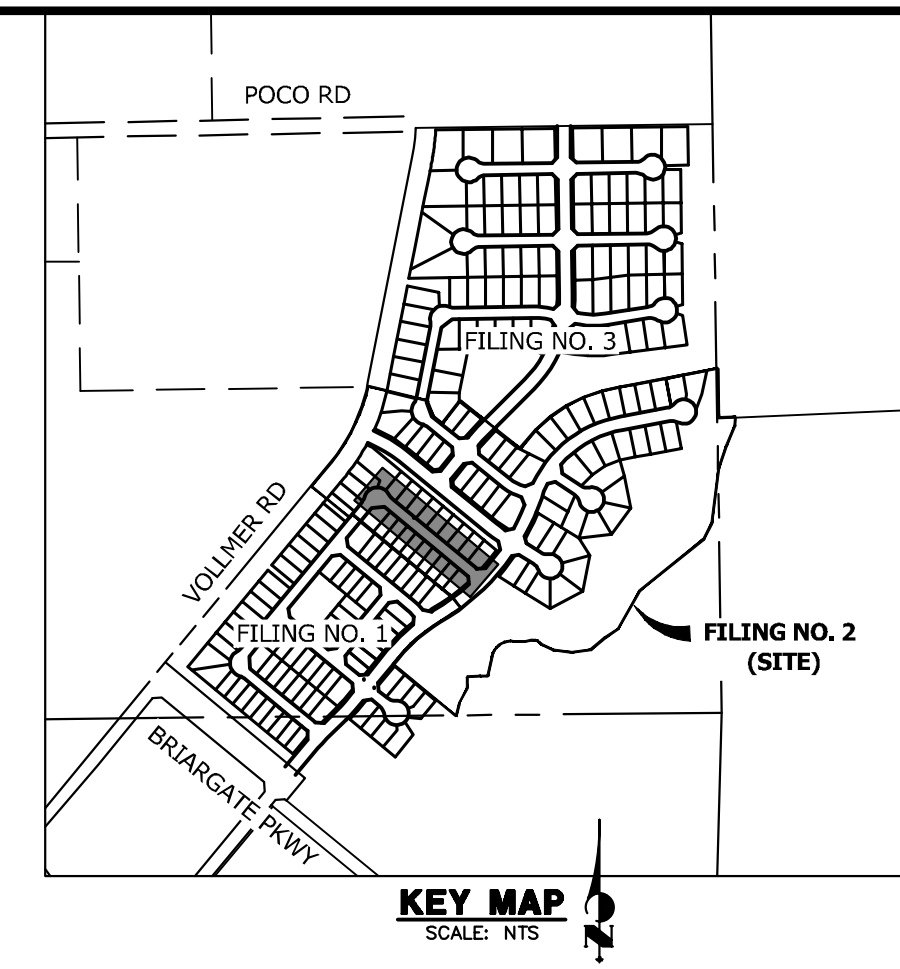 POCO RD
FILING NO. 3
VOLLMER RD
FILING NO. 1
FILING NO. 2
(SITE)
BRIARGATE PKWY
KEY MAP
SCALE: NTS
N